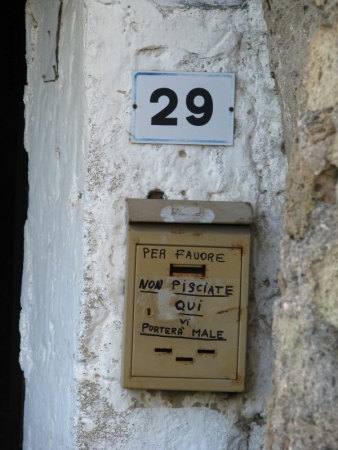 29
PER FAVORE
NON PISCIATE
QUI
Vi
PORTERÀ MALE